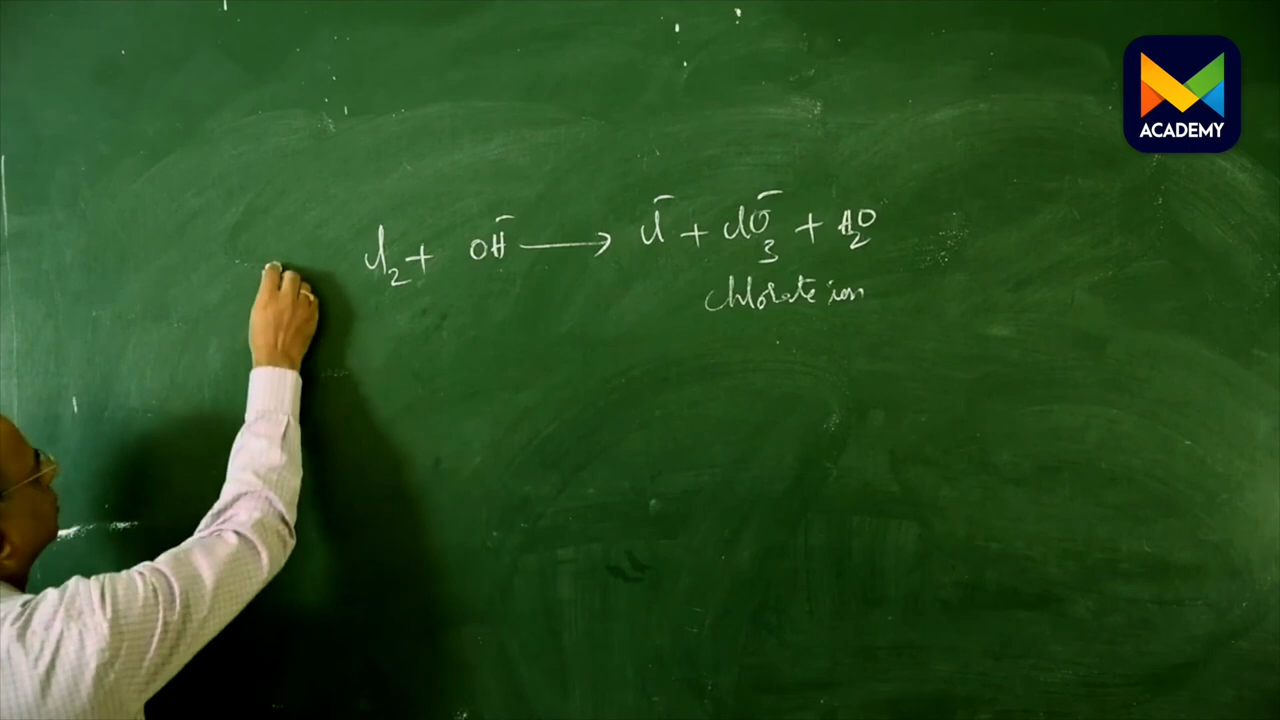 Cl₂ + OH⁻ ⟶ Cl⁻ + ClO₃⁻ + H₂O
chlorate ion
ACADEMY